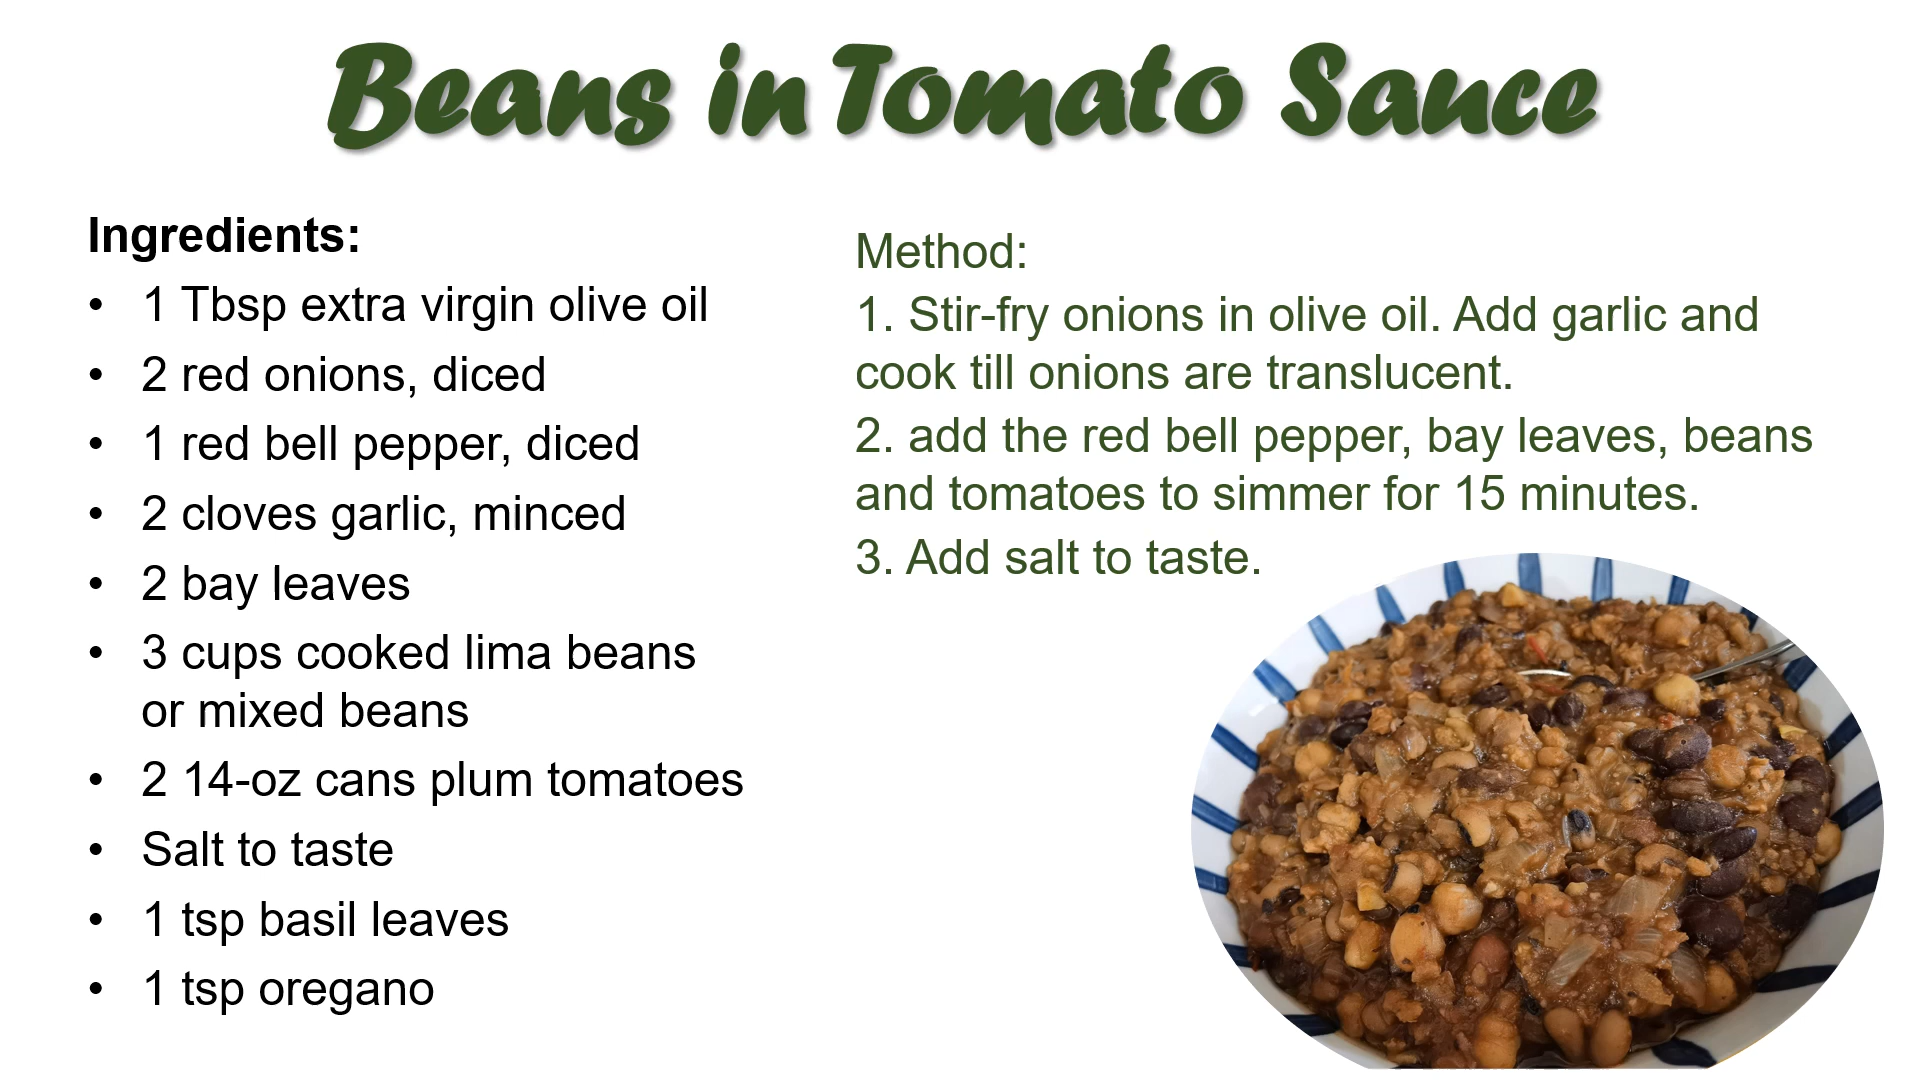 Beans in Tomato Sauce
Ingredients:
• 1 Tbsp extra virgin olive oil
• 2 red onions, diced
• 1 red bell pepper, diced
• 2 cloves garlic, minced
• 2 bay leaves
• 3 cups cooked lima beans
or mixed beans
• 2 14-oz cans plum tomatoes
• Salt to taste
• 1 tsp basil leaves
• 1 tsp oregano
Method:
1. Stir-fry onions in olive oil. Add garlic and
cook till onions are translucent.
2. add the red bell pepper, bay leaves, beans
and tomatoes to simmer for 15 minutes.
3. Add salt to taste.